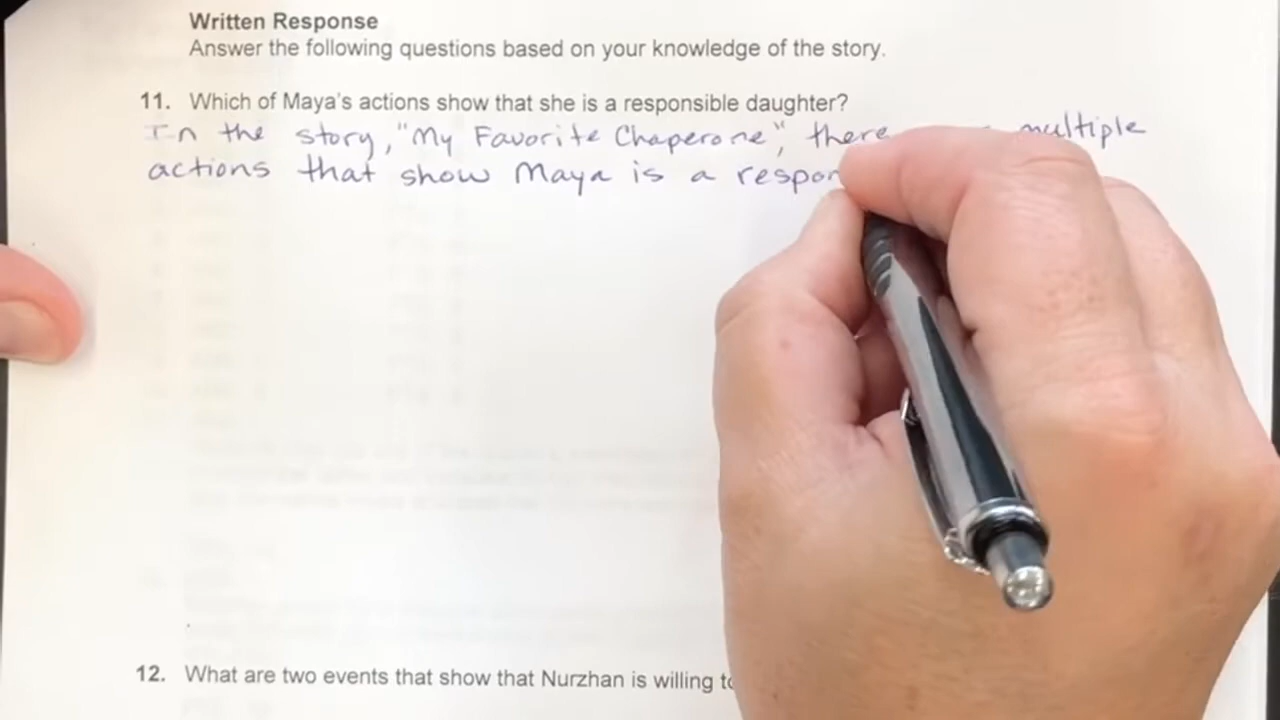 Written Response
Answer the following questions based on your knowledge of the story.
11. Which of Maya's actions show that she is a responsible daughter?
In the story, "My Favorite Chaperone", there multiple
actions that show Maya is a respon
12. What are two events that show that Nurzhan is willing to